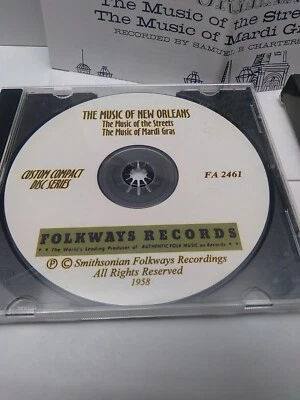 The Music of the Streets
The Music of Mardi Gra
RECORDED BY SAMUEL B CHARTERS
THE MUSIC OF NEW ORLEANS
The Music of the Streets
The Music of Mardi Gras
CUSTOM COMPACT
DISC SERIES
FA 2461
FOLKWAYS RECORDS
The World's Leading Producer of AUTHENTIC FOLK MUSIC on Records
Ⓟ © Smithsonian Folkways Recordings
All Rights Reserved
1958